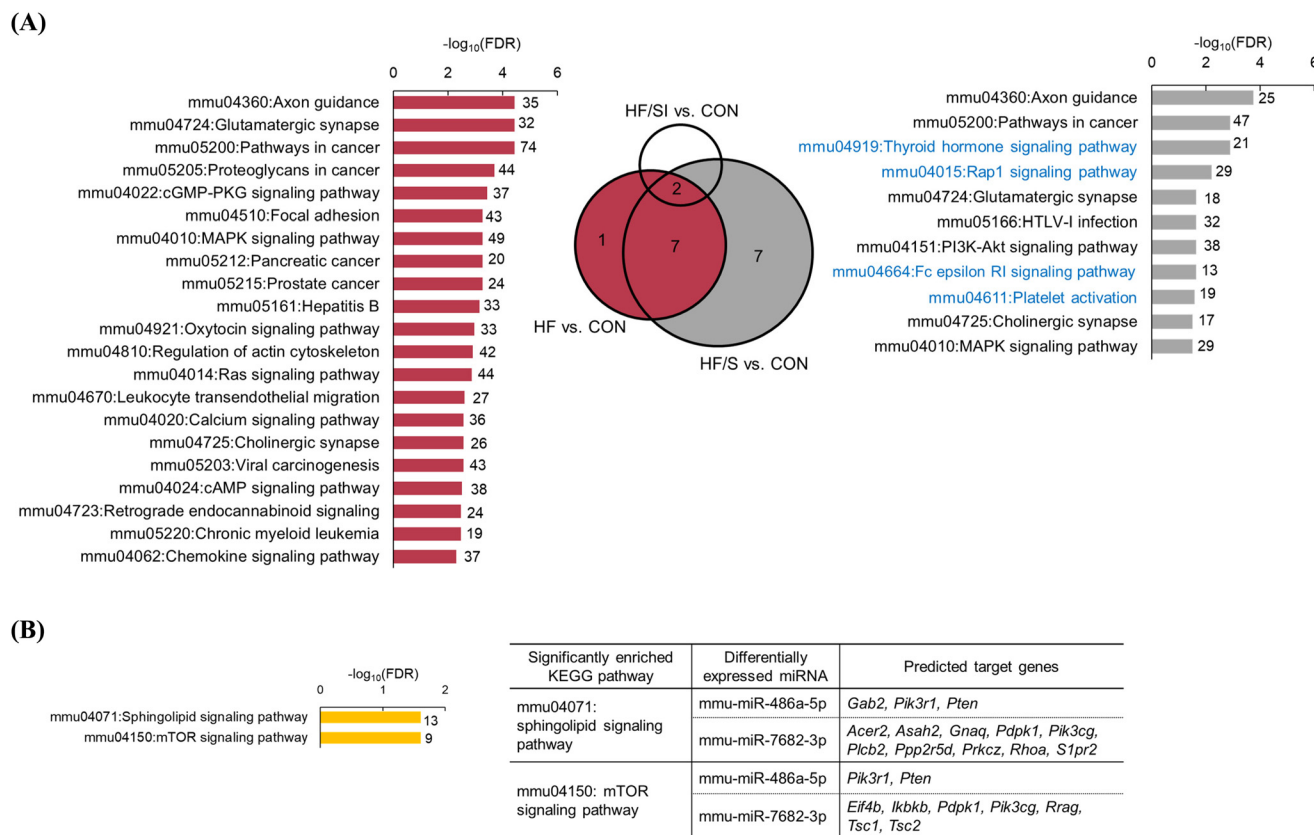 (A)
-log10(FDR)
0 2 4 6
mmu04360:Axon guidance 35
mmu04724:Glutamatergic synapse 32
mmu05200:Pathways in cancer 74
mmu05205:Proteoglycans in cancer 44
mmu04022:cGMP-PKG signaling pathway 37
mmu04510:Focal adhesion 43
mmu04010:MAPK signaling pathway 49
mmu05212:Pancreatic cancer 20
mmu05215:Prostate cancer 24
mmu05161:Hepatitis B 33
mmu04921:Oxytocin signaling pathway 33
mmu04810:Regulation of actin cytoskeleton 42
mmu04014:Ras signaling pathway 44
mmu04670:Leukocyte transendothelial migration 27
mmu04020:Calcium signaling pathway 36
mmu04725:Cholinergic synapse 26
mmu05203:Viral carcinogenesis 43
mmu04024:cAMP signaling pathway 38
mmu04723:Retrograde endocannabinoid signaling 24
mmu05220:Chronic myeloid leukemia 19
mmu04062:Chemokine signaling pathway 37
HF/SI vs. CON
2
1 7 7
HF vs. CON
HF/S vs. CON
-log10(FDR)
0 2 4 6
mmu04360:Axon guidance 25
mmu05200:Pathways in cancer 47
mmu04919:Thyroid hormone signaling pathway 21
mmu04015:Rap1 signaling pathway 29
mmu04724:Glutamatergic synapse 18
mmu05166:HTLV-I infection 32
mmu04151:PI3K-Akt signaling pathway 38
mmu04664:Fc epsilon RI signaling pathway 13
mmu04611:Platelet activation 19
mmu04725:Cholinergic synapse 17
mmu04010:MAPK signaling pathway 29
(B)
-log10(FDR)
0 1 2
mmu04071:Sphingolipid signaling pathway 13
mmu04150:mTOR signaling pathway 9
Significantly enriched
KEGG pathway
Differentially
expressed miRNA
Predicted target genes
mmu04071:
sphingolipid signaling
pathway
mmu-miR-486a-5p
Gab2, Pik3r1, Pten
mmu-miR-7682-3p
Acer2, Asah2, Gnaq, Pdpk1, Pik3cg,
Plcb2, Ppp2r5d, Prkcz, Rhoa, S1pr2
mmu04150: mTOR
signaling pathway
mmu-miR-486a-5p
Pik3r1, Pten
mmu-miR-7682-3p
Eif4b, Ikbkb, Pdpk1, Pik3cg, Rrag,
Tsc1, Tsc2